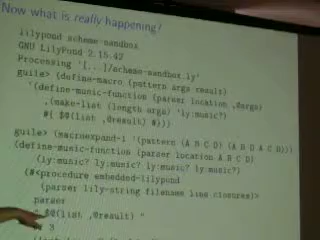 Now what is really happening?
lilypond scheme-sandbox
GNU LilyPond 2.15.42
Processing `[...]/scheme-sandbox.ly'
guile> (define-macro (pattern args result)
`(define-music-function (parser location ,@args)
,(make-list (length args) 'ly:music?)
#{ $@(list ,@result) #}))
guile> (macroexpand-1 '(pattern (A B C D) (A B D A C D)))
(define-music-function (parser location A B C D)
(ly:music? ly:music? ly:music? ly:music?)
(#<procedure embedded-lilypond
(parser lily-string filename line closures)>
parser
$@(list ,@result) "
3